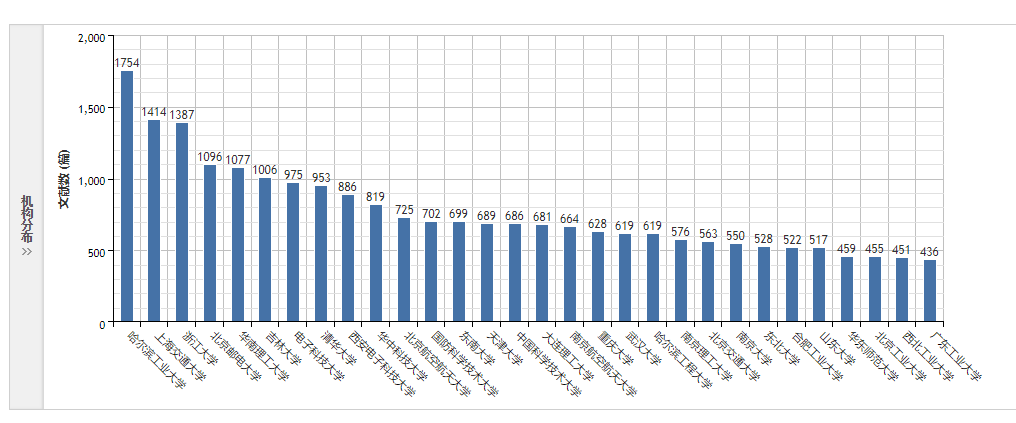 机构分布
>>
文献数 (篇)
2,000
1,500
1,000
500
0
1754
1414
1387
1096
1077
1006
975
953
886
819
725
702
699
689
686
681
664
628
619
619
576
563
550
528
522
517
459
455
451
436
哈尔滨工业大学
上海交通大学
浙江大学
北京邮电大学
华南理工大学
吉林大学
电子科技大学
清华大学
西安电子科技大学
华中科技大学
北京航空航天大学
国防科学技术大学
东南大学
天津大学
中国科学技术大学
大连理工大学
南京航空航天大学
重庆大学
武汉大学
哈尔滨工程大学
南京理工大学
北京交通大学
南京大学
东北大学
合肥工业大学
山东大学
华东师范大学
北京工业大学
西北工业大学
广东工业大学